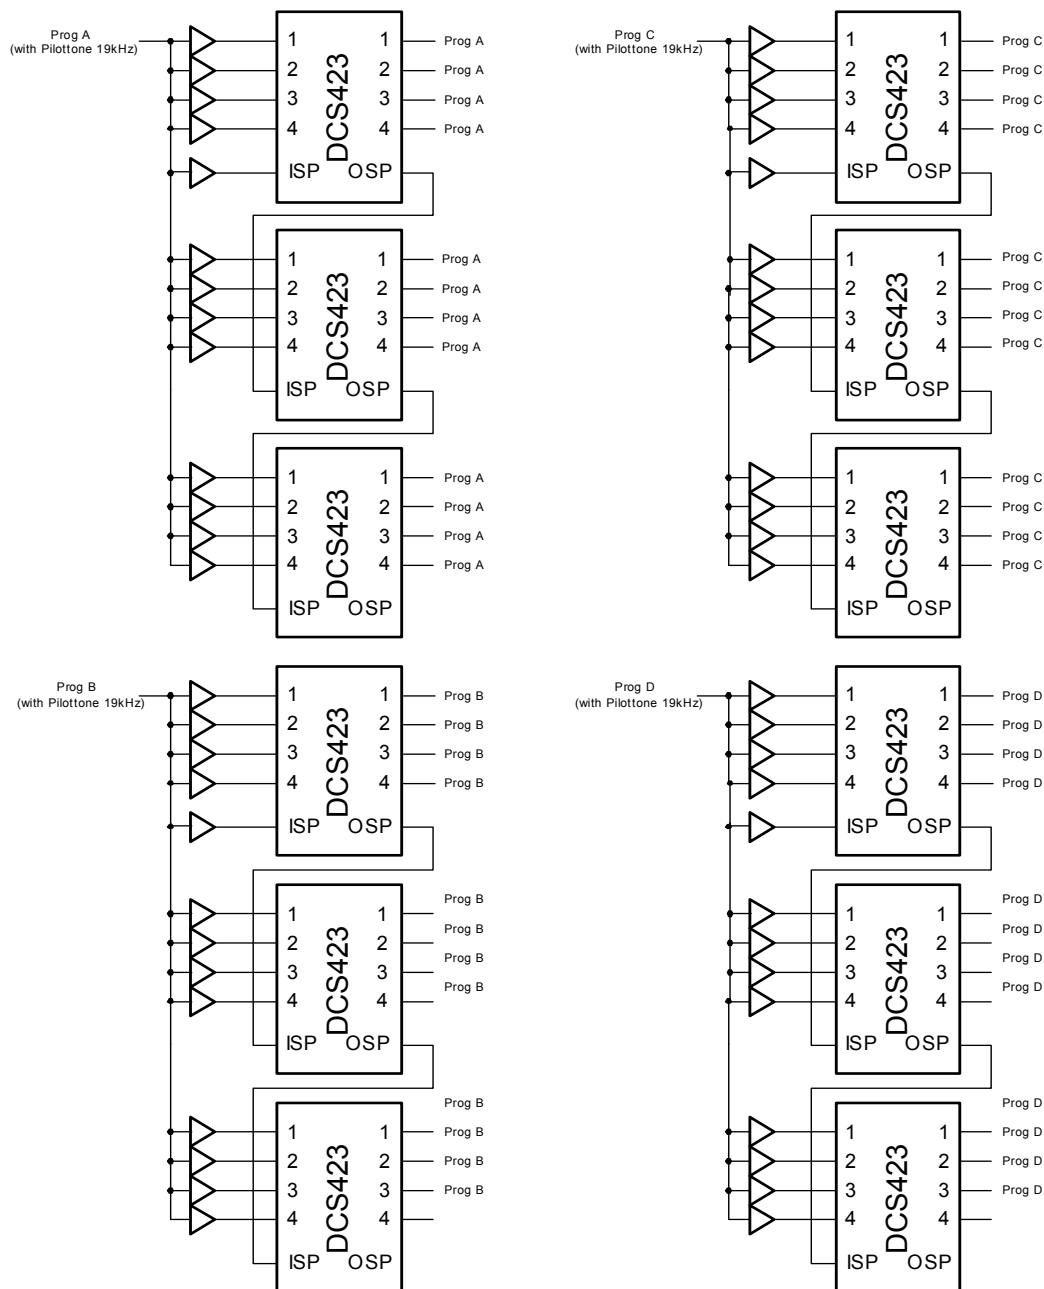 Prog A
(with Pilottone 19kHz)
1 1 Prog A
2 2 Prog A
3 3 Prog A
4 4 Prog A
ISP OSP
DCS423
1 1 Prog A
2 2 Prog A
3 3 Prog A
4 4 Prog A
ISP OSP
DCS423
1 1 Prog A
2 2 Prog A
3 3 Prog A
4 4 Prog A
ISP OSP
DCS423
Prog C
(with Pilottone 19kHz)
1 1 Prog C
2 2 Prog C
3 3 Prog C
4 4 Prog C
ISP OSP
DCS423
1 1 Prog C
2 2 Prog C
3 3 Prog C
4 4 Prog C
ISP OSP
DCS423
1 1 Prog C
2 2 Prog C
3 3 Prog C
4 4 Prog C
ISP OSP
DCS423
Prog B
(with Pilottone 19kHz)
1 1 Prog B
2 2 Prog B
3 3 Prog B
4 4 Prog B
ISP OSP
DCS423
Prog B
1 1 Prog B
2 2 Prog B
3 3 Prog B
4 4
ISP OSP
DCS423
Prog B
1 1 Prog B
2 2 Prog B
3 3 Prog B
4 4
ISP OSP
DCS423
Prog D
(with Pilottone 19kHz)
1 1 Prog D
2 2 Prog D
3 3 Prog D
4 4 Prog D
ISP OSP
DCS423
Prog D
1 1 Prog D
2 2 Prog D
3 3 Prog D
4 4
ISP OSP
DCS423
Prog D
1 1 Prog D
2 2 Prog D
3 3 Prog D
4 4
ISP OSP
DCS423